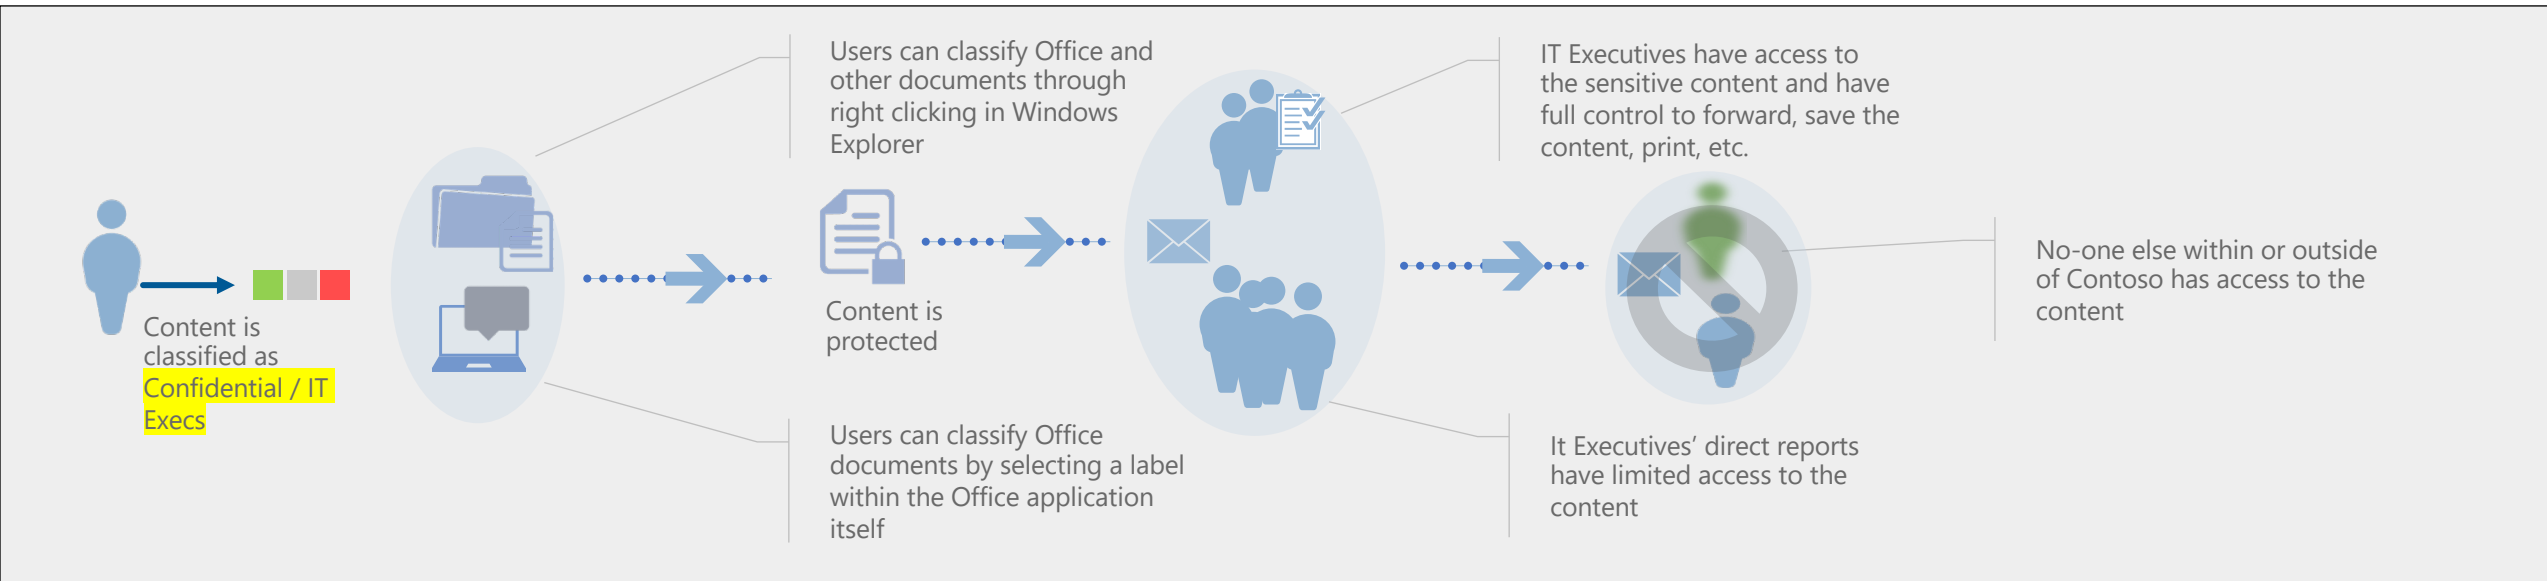 Content is
classified as
Confidential / IT
Execs
Users can classify Office and
other documents through
right clicking in Windows
Explorer
Users can classify Office
documents by selecting a label
within the Office application
itself
Content is
protected
IT Executives have access to
the sensitive content and have
full control to forward, save the
content, print, etc.
It Executives’ direct reports
have limited access to the
content
No-one else within or outside
of Contoso has access to the
content